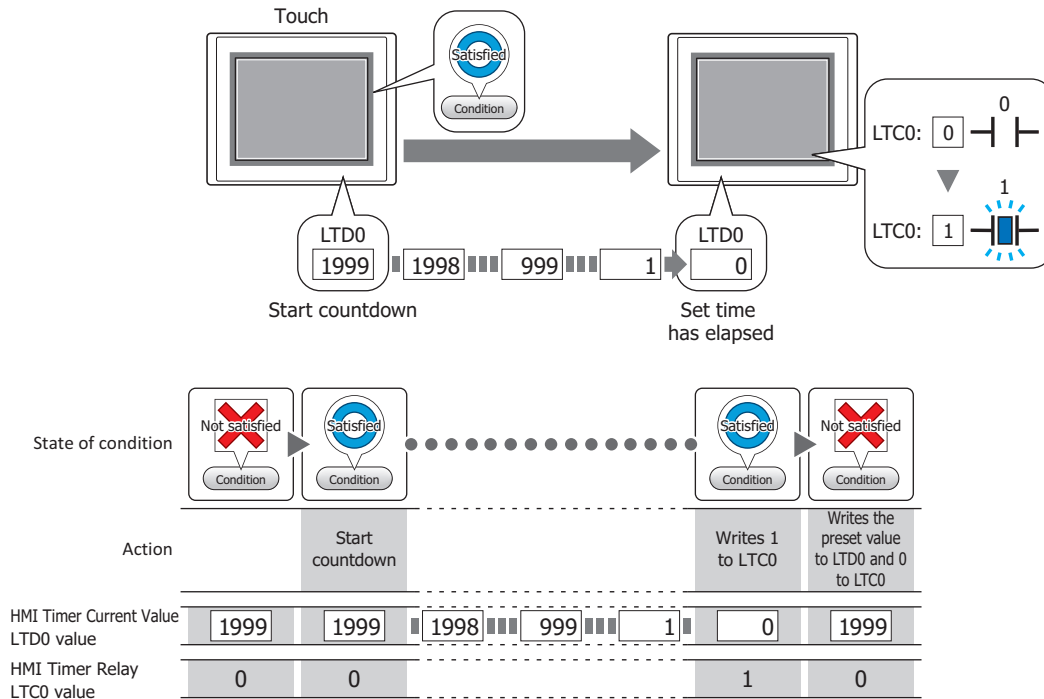 Touch
Satisfied
Condition
0
LTC0: 0
1
LTC0: 1
LTD0
1999
1998
999
1
LTD0
0
Start countdown
Set time
has elapsed
State of condition
Not satisfied
Condition
Satisfied
Condition
Satisfied
Condition
Not satisfied
Condition
Action
Start
countdown
Writes 1
to LTC0
Writes the
preset value
to LTD0 and 0
to LTC0
HMI Timer Current Value
LTD0 value
1999 1999 1998 999 1 0 1999
HMI Timer Relay
LTC0 value
0 0 1 0